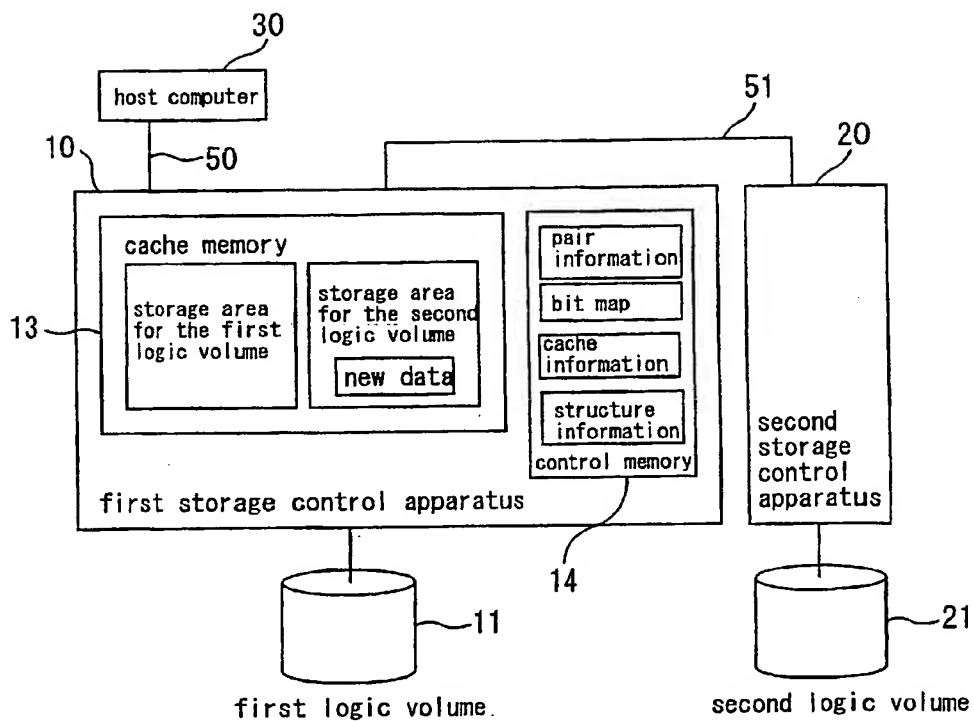 30
host computer
51
10
50
20
cache memory
storage area
for the first
logic volume
storage area
for the second
logic volume
new data
13
pair
information
bit map
cache
information
structure
information
control memory
first storage control apparatus
second
storage
control
apparatus
14
11
21
first logic volume.
second logic volume